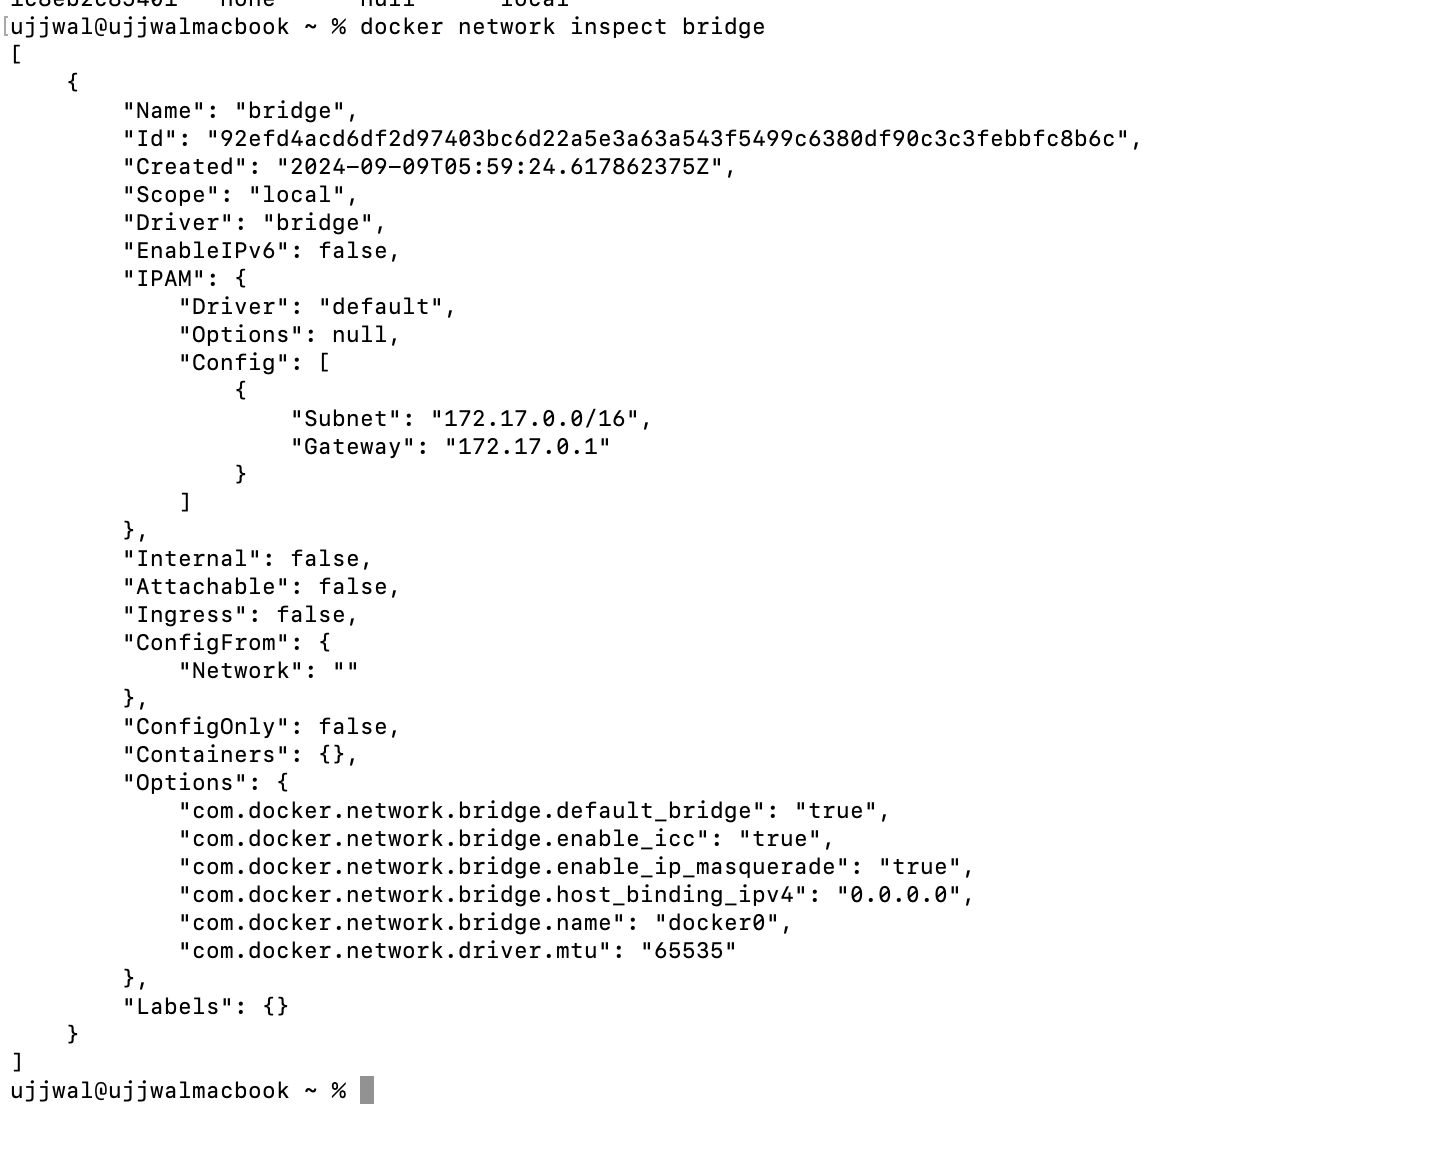 none null local
[ujjwal@ujjwalmacbook ~ % docker network inspect bridge
[
    {
        "Name": "bridge",
        "Id": "92efd4acd6df2d97403bc6d22a5e3a63a543f5499c6380df90c3c3febbfc8b6c",
        "Created": "2024-09-09T05:59:24.617862375Z",
        "Scope": "local",
        "Driver": "bridge",
        "EnableIPv6": false,
        "IPAM": {
            "Driver": "default",
            "Options": null,
            "Config": [
                {
                    "Subnet": "172.17.0.0/16",
                    "Gateway": "172.17.0.1"
                }
            ]
        },
        "Internal": false,
        "Attachable": false,
        "Ingress": false,
        "ConfigFrom": {
            "Network": ""
        },
        "ConfigOnly": false,
        "Containers": {},
        "Options": {
            "com.docker.network.bridge.default_bridge": "true",
            "com.docker.network.bridge.enable_icc": "true",
            "com.docker.network.bridge.enable_ip_masquerade": "true",
            "com.docker.network.bridge.host_binding_ipv4": "0.0.0.0",
            "com.docker.network.bridge.name": "docker0",
            "com.docker.network.driver.mtu": "65535"
        },
        "Labels": {}
    }
]
ujjwal@ujjwalmacbook ~ %